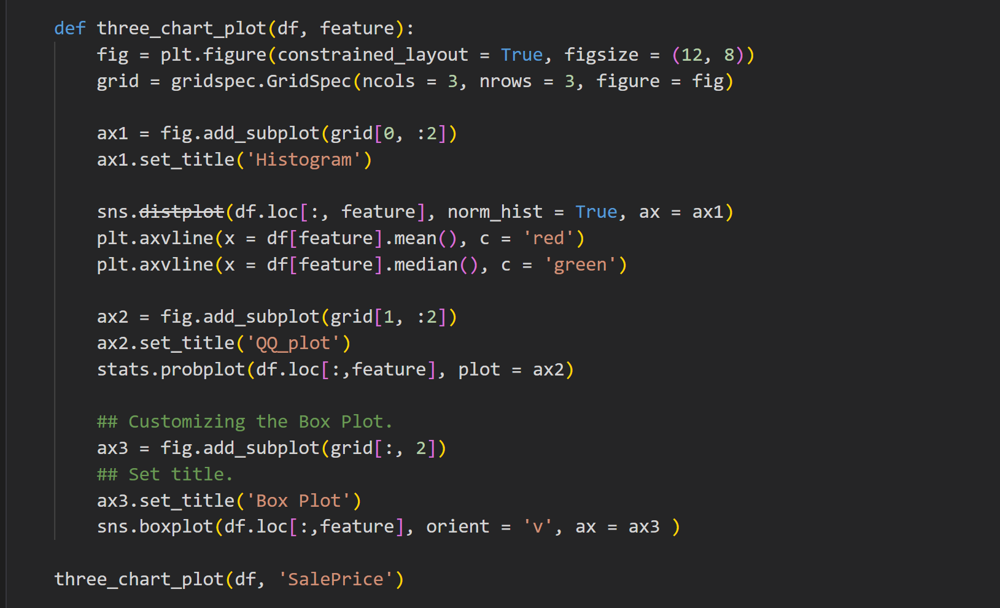 def three_chart_plot(df, feature):
    fig = plt.figure(constrained_layout = True, figsize = (12, 8))
    grid = gridspec.GridSpec(ncols = 3, nrows = 3, figure = fig)

    ax1 = fig.add_subplot(grid[0, :2])
    ax1.set_title('Histogram')

    sns.distplot(df.loc[:, feature], norm_hist = True, ax = ax1)
    plt.axvline(x = df[feature].mean(), c = 'red')
    plt.axvline(x = df[feature].median(), c = 'green')

    ax2 = fig.add_subplot(grid[1, :2])
    ax2.set_title('QQ_plot')
    stats.probplot(df.loc[:,feature], plot = ax2)

    ## Customizing the Box Plot.
    ax3 = fig.add_subplot(grid[:, 2])
    ## Set title.
    ax3.set_title('Box Plot')
    sns.boxplot(df.loc[:,feature], orient = 'v', ax = ax3 )

three_chart_plot(df, 'SalePrice')